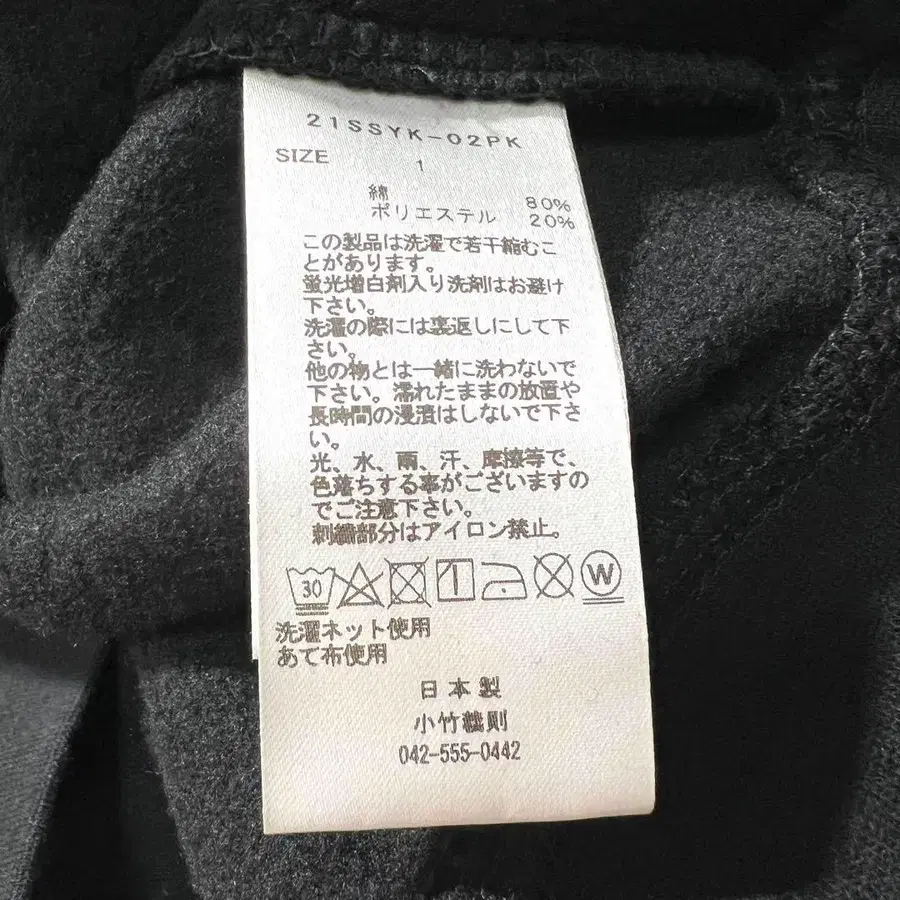 21SSYK-02PK
SIZE 1
綿 80%
ポリエステル 20%
この製品は洗濯で若干縮むこ
とがあります。
蛍光増白剤入り洗剤はお避け
下さい。
洗濯の際には裏返しにして下
さい。
他の物とは一緒に洗わないで
下さい。濡れたままの放置や
長時間の浸漬はしないで下さ
い。
光、水、雨、汗、摩擦等で、
色落ちする事がございますの
でご注意下さい。
刺繍部分はアイロン禁止。
30 W
洗濯ネット使用
あて布使用
日本製
小竹 則
042-555-0442